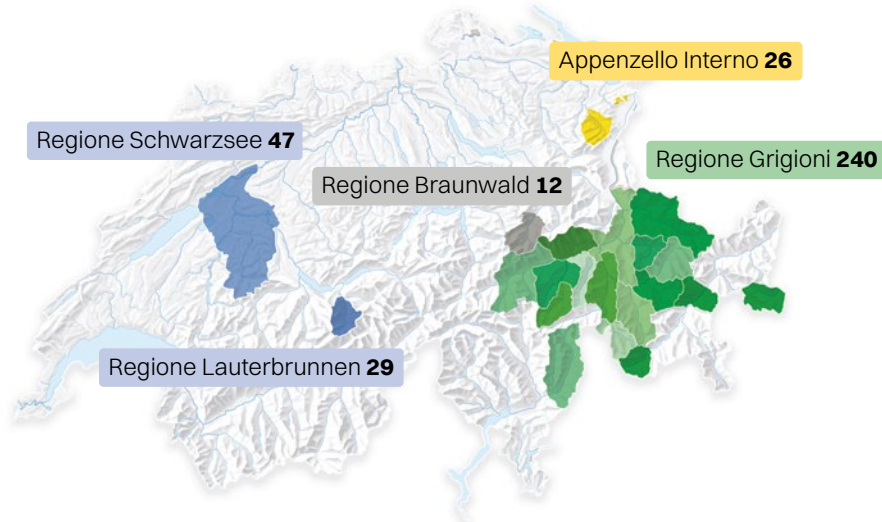 Appenzello Interno 26
Regione Schwarzsee 47
Regione Grigioni 240
Regione Braunwald 12
Regione Lauterbrunnen 29